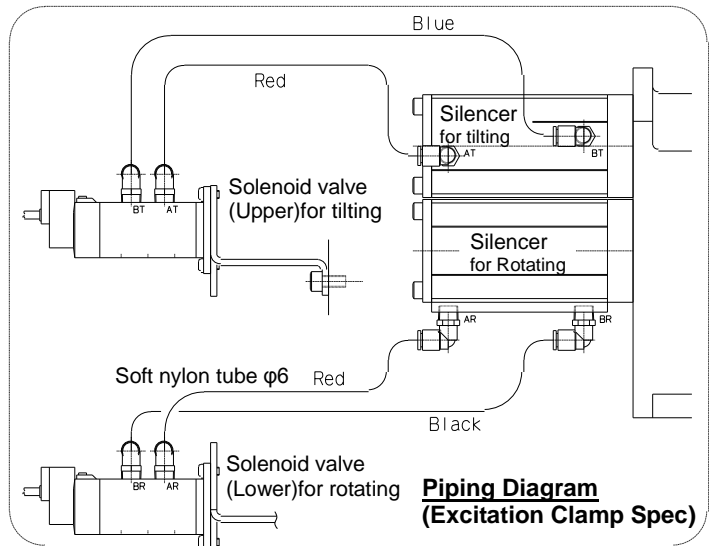 Blue
Red
Silencer
for tilting
AT
BT
BT
AT
Solenoid valve
(Upper)for tilting
Silencer
for Rotating
AR
BR
Soft nylon tube φ6
Red
Black
BR
AR
Solenoid valve
(Lower)for rotating
Piping Diagram
(Excitation Clamp Spec)